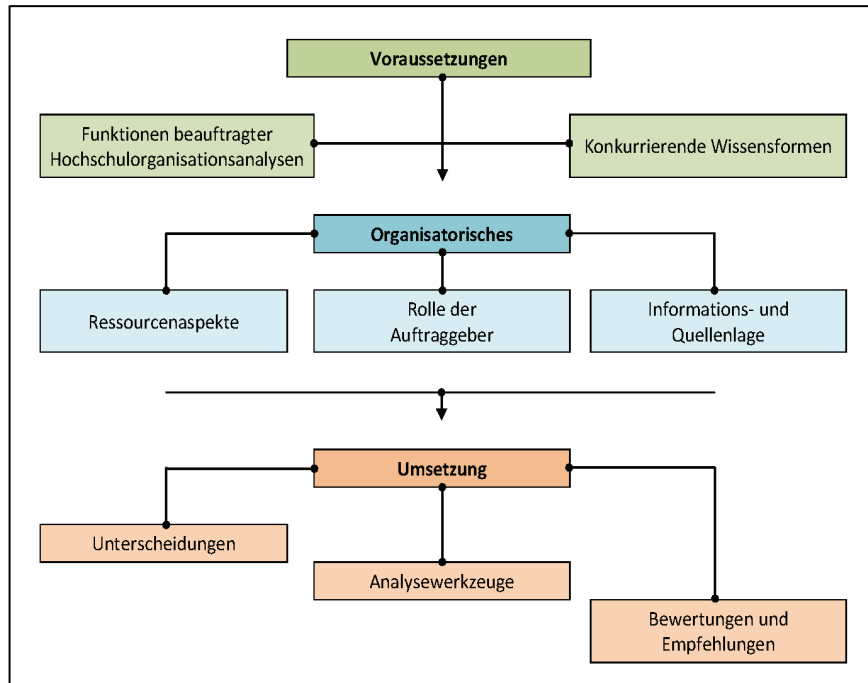 Voraussetzungen
Funktionen beauftragter
Hochschulorganisationsanalysen
Konkurrierende Wissensformen
Organisatorisches
Ressourcenaspekte
Rolle der
Auftraggeber
Informations- und
Quellenlage
Umsetzung
Unterscheidungen
Analysewerkzeuge
Bewertungen und
Empfehlungen